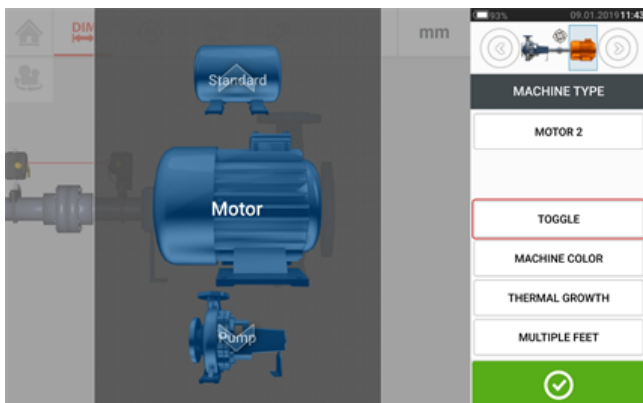 93%
09.01.2019 11:43
DIM
mm
Standard
Motor
Pump
MACHINE TYPE
MOTOR 2
TOGGLE
MACHINE COLOR
THERMAL GROWTH
MULTIPLE FEET